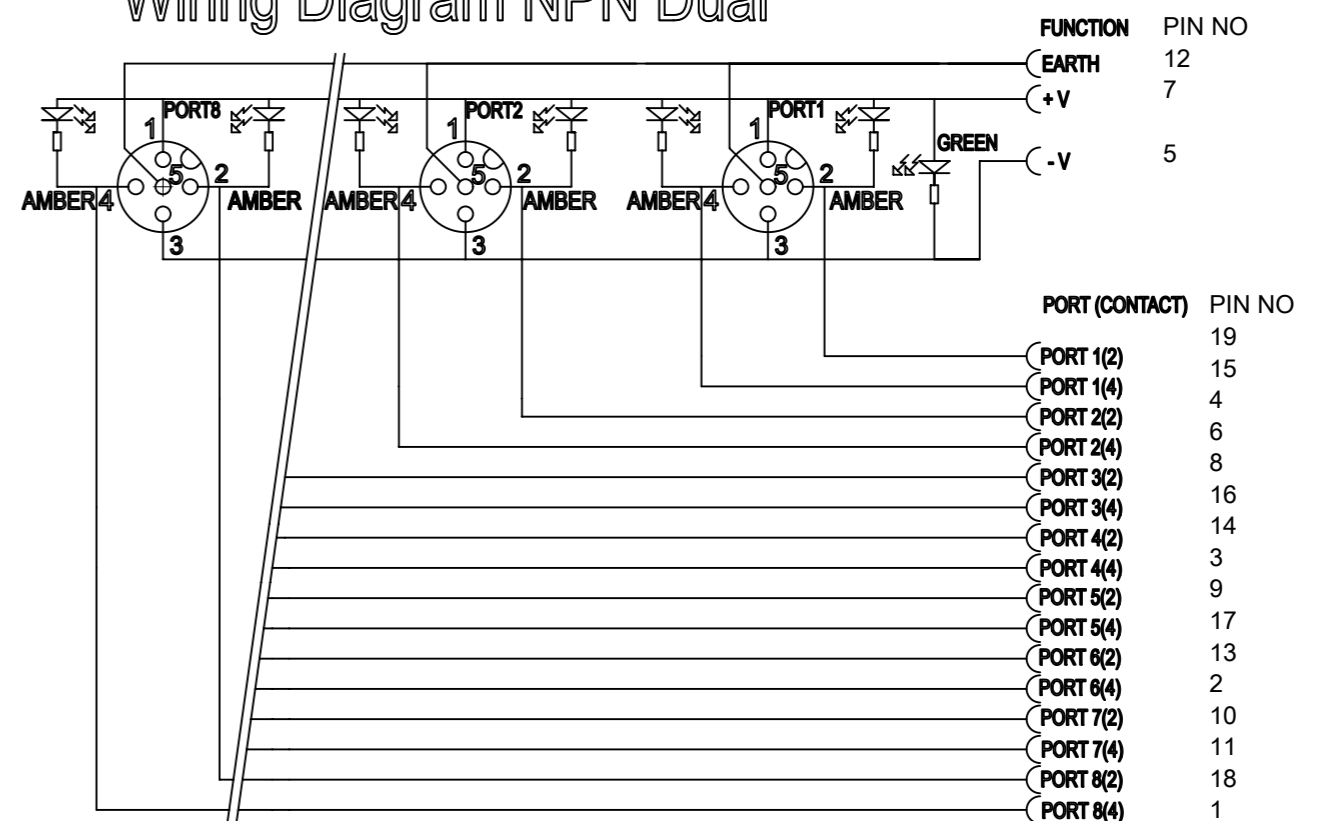 Wiring Diagram NPN Dual
FUNCTION PIN NO
EARTH 12
+ V 7
- V 5
PORT8 PORT2 PORT1
1 1 1
GREEN
5 2 5 2 5 2
AMBER 4 AMBER AMBER 4 AMBER AMBER 4 AMBER
3 3 3
PORT (CONTACT) PIN NO
PORT 1(2) 19
PORT 1(4) 15
PORT 2(2) 4
PORT 2(4) 6
PORT 3(2) 8
PORT 3(4) 16
PORT 4(2) 14
PORT 4(4) 3
PORT 5(2) 9
PORT 5(4) 17
PORT 6(2) 13
PORT 6(4) 2
PORT 7(2) 10
PORT 7(4) 11
PORT 8(2) 18
PORT 8(4) 1